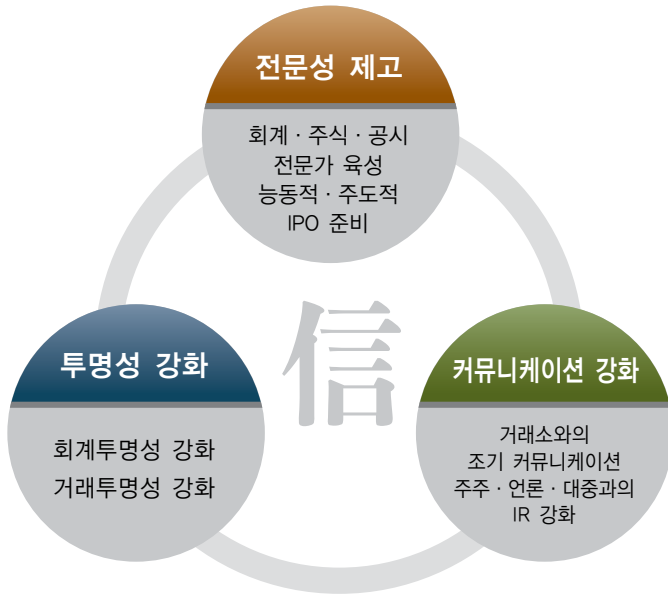 전문성 제고
회계 · 주식 · 공시
전문가 육성
능동적 · 주도적
IPO 준비
信
투명성 강화
회계투명성 강화
거래투명성 강화
커뮤니케이션 강화
거래소와의
조기 커뮤니케이션
주주 · 언론 · 대중과의
IR 강화